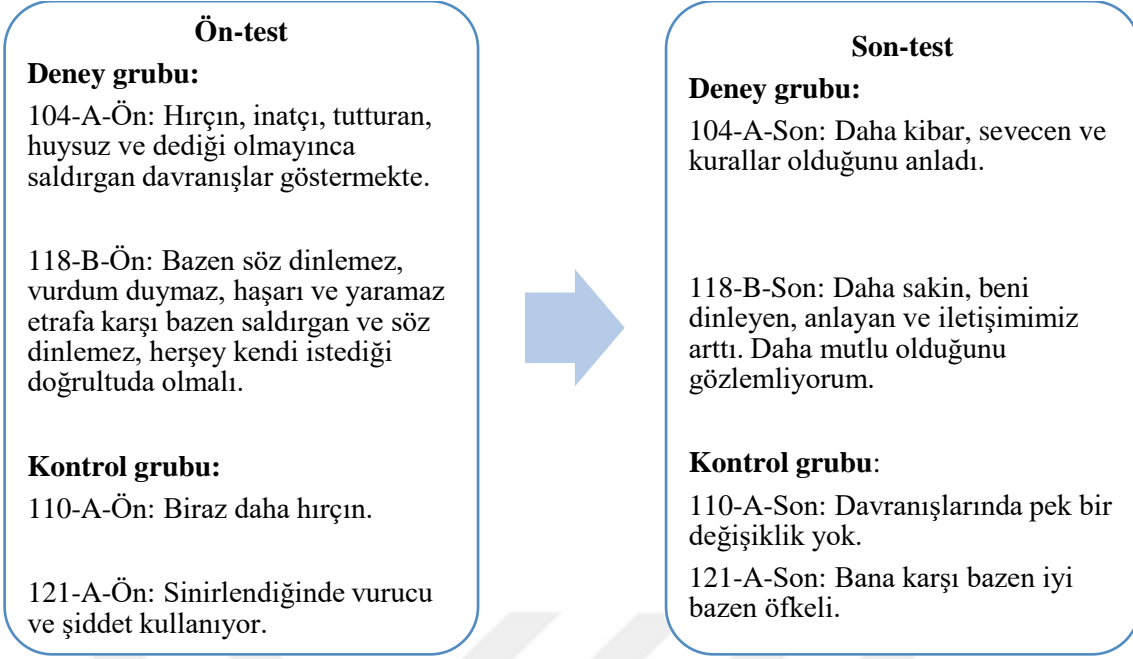 Ön-test
Deney grubu:
104-A-Ön: Hırçın, inatçı, tutturan,
huysuz ve dediği olmayınca
saldırgan davranışlar göstermekte.
118-B-Ön: Bazen söz dinlemez,
vurdum duymaz, haşarı ve yaramaz
etrafa karşı bazen saldırgan ve söz
dinlemez, herşey kendi istediği
doğrultuda olmalı.
Kontrol grubu:
110-A-Ön: Biraz daha hırçın.
121-A-Ön: Sinirlendiğinde vurucu
ve şiddet kullanıyor.
Son-test
Deney grubu:
104-A-Son: Daha kibar, sevecen ve
kurallar olduğunu anladı.
118-B-Son: Daha sakin, beni
dinleyen, anlayan ve iletişimimiz
arttı. Daha mutlu olduğunu
gözlemliyorum.
Kontrol grubu:
110-A-Son: Davranışlarında pek bir
değişiklik yok.
121-A-Son: Bana karşı bazen iyi
bazen öfkeli.